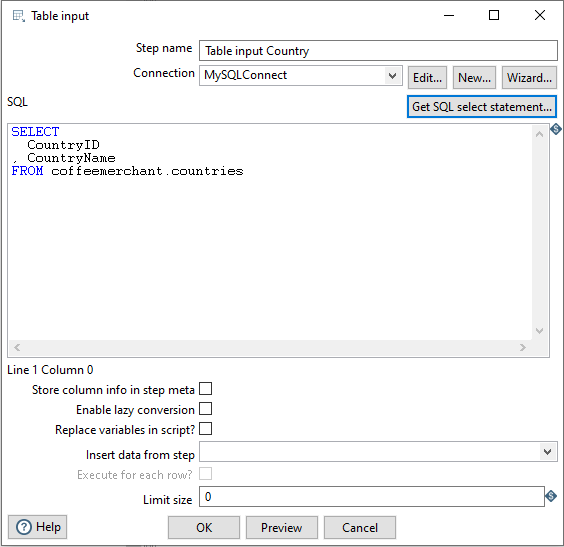 Table input
Step name Table input Country
Connection MySQLConnect Edit... New... Wizard...
SQL Get SQL select statement...
SELECT
  CountryID
, CountryName
FROM coffeemerchant.countries
Line 1 Column 0
Store column info in step meta
Enable lazy conversion
Replace variables in script?
Insert data from step
Execute for each row?
Limit size 0
Help OK Preview Cancel